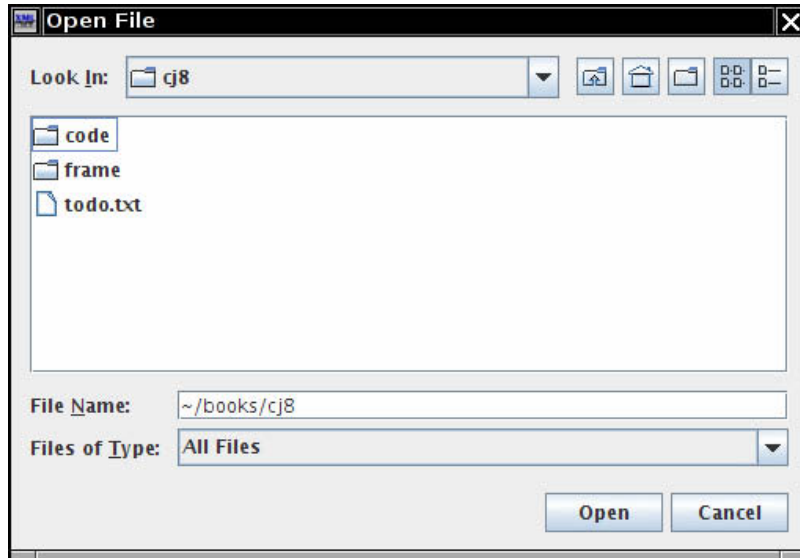 Open File
Look In: cj8
code
frame
todo.txt
File Name: ~/books/cj8
Files of Type: All Files
Open Cancel